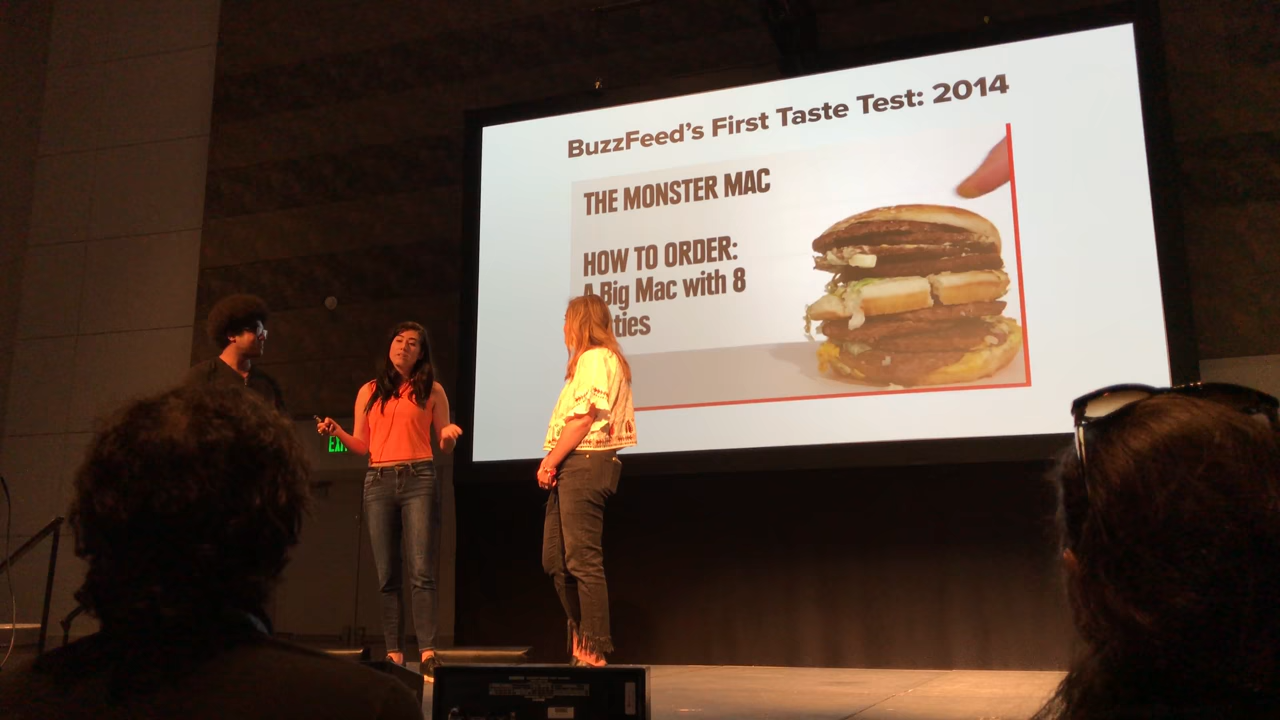 BuzzFeed's First Taste Test: 2014
THE MONSTER MAC
HOW TO ORDER:
A Big Mac with 8